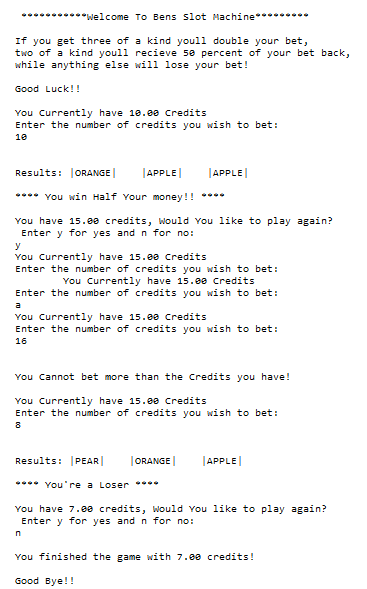 ***********Welcome To Bens Slot Machine*********
If you get three of a kind youll double your bet,
two of a kind youll recieve 50 percent of your bet back,
while anything else will lose your bet!
Good Luck!!
You Currently have 10.00 Credits
Enter the number of credits you wish to bet:
10
Results: |ORANGE| |APPLE| |APPLE|
**** You win Half Your money!! ****
You have 15.00 credits, Would You like to play again?
Enter y for yes and n for no:
y
You Currently have 15.00 Credits
Enter the number of credits you wish to bet:
You Currently have 15.00 Credits
Enter the number of credits you wish to bet:
a
You Currently have 15.00 Credits
Enter the number of credits you wish to bet:
16
You Cannot bet more than the Credits you have!
You Currently have 15.00 Credits
Enter the number of credits you wish to bet:
8
Results: |PEAR| |ORANGE| |APPLE|
**** You're a Loser ****
You have 7.00 credits, Would You like to play again?
Enter y for yes and n for no:
n
You finished the game with 7.00 credits!
Good Bye!!